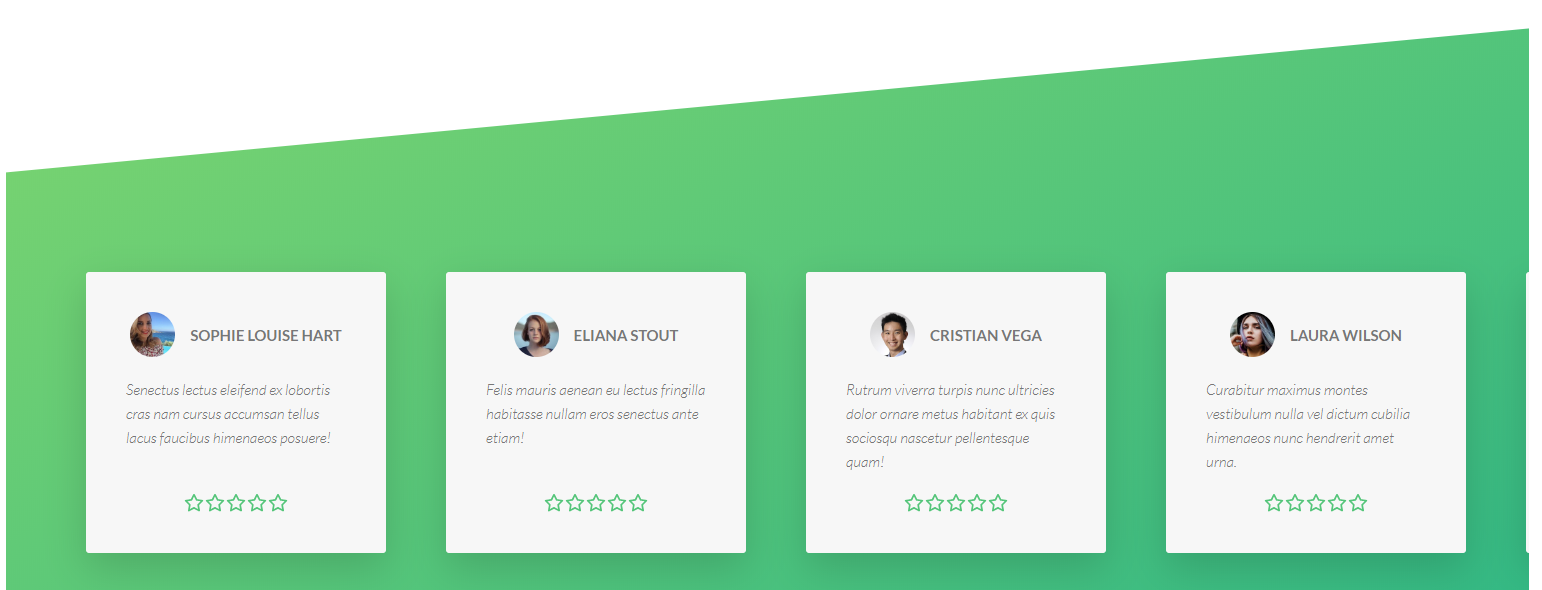 SOPHIE LOUISE HART
Senectus lectus eleifend ex lobortis
cras nam cursus accumsan tellus
lacus faucibus himenaeos posuere!
ELIANA STOUT
Felis mauris aenean eu lectus fringilla
habitasse nullam eros senectus ante
etiam!
CRISTIAN VEGA
Rutrum viverra turpis nunc ultricies
dolor ornare metus habitant ex quis
sociosqu nascetur pellentesque
quam!
LAURA WILSON
Curabitur maximus montes
vestibulum nulla vel dictum cubilia
himenaeos nunc hendrerit amet
urna.